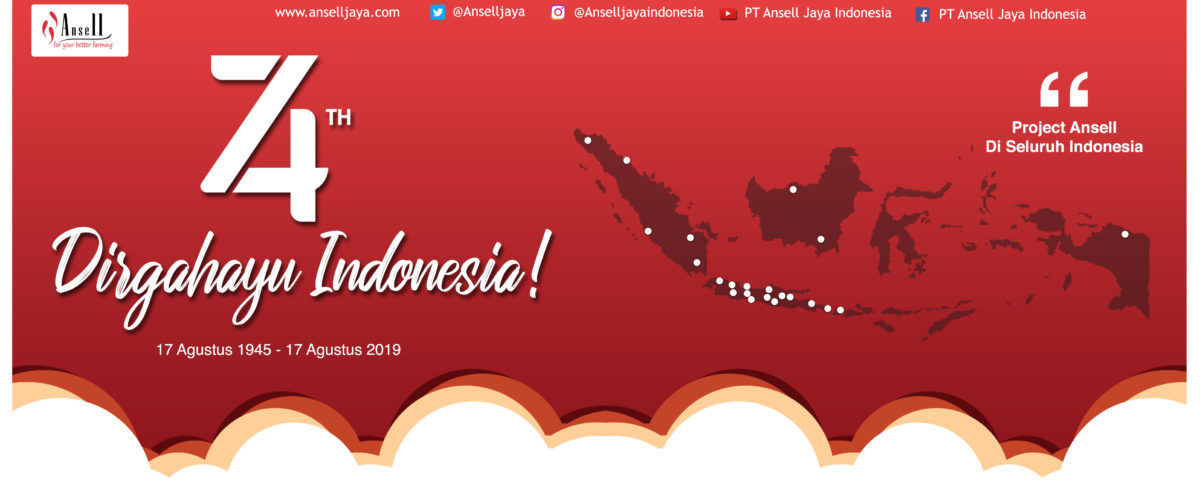 Ansell
for your better farming
www.anselljaya.com
@Anselljaya
@Anselljayaindonesia
PT Ansell Jaya Indonesia
PT Ansell Jaya Indonesia
74TH
Dirgahayu Indonesia!
17 Agustus 1945 - 17 Agustus 2019
“
Project Ansell
Di Seluruh Indonesia